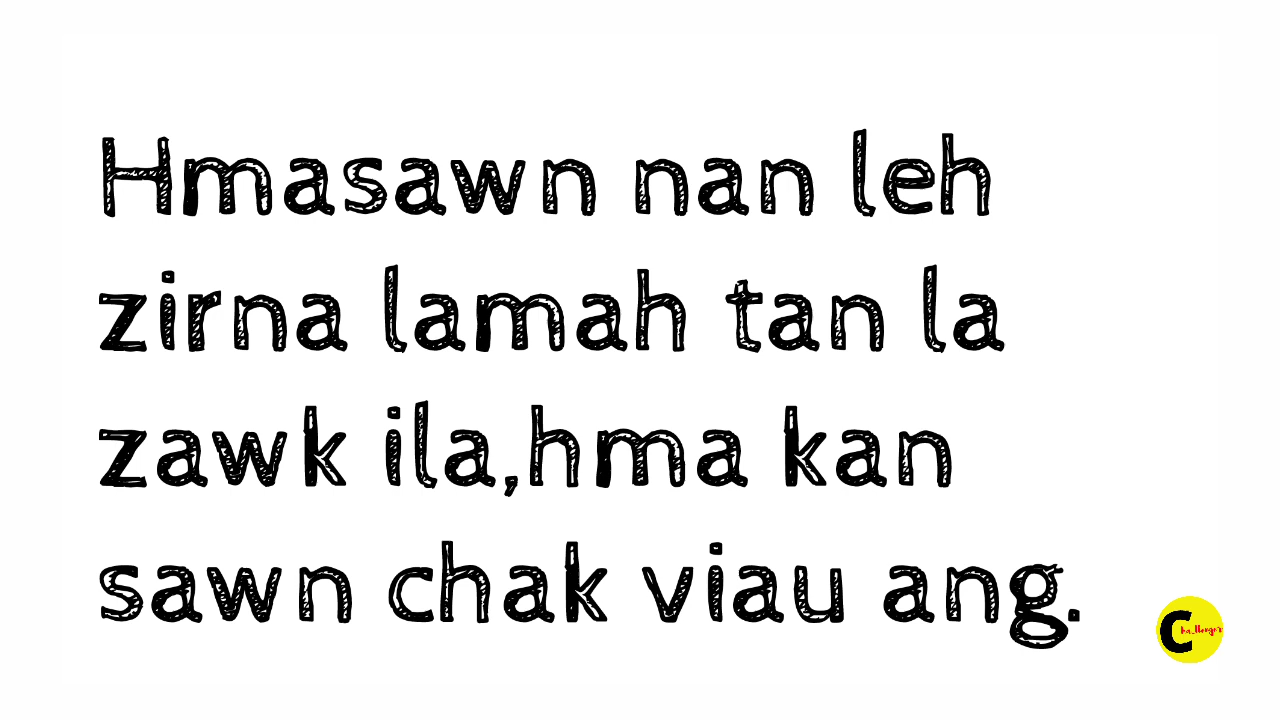 Hmasawn nan leh
zirna lamah tan la
zawk ila,hma kan
sawn chak viau ang.